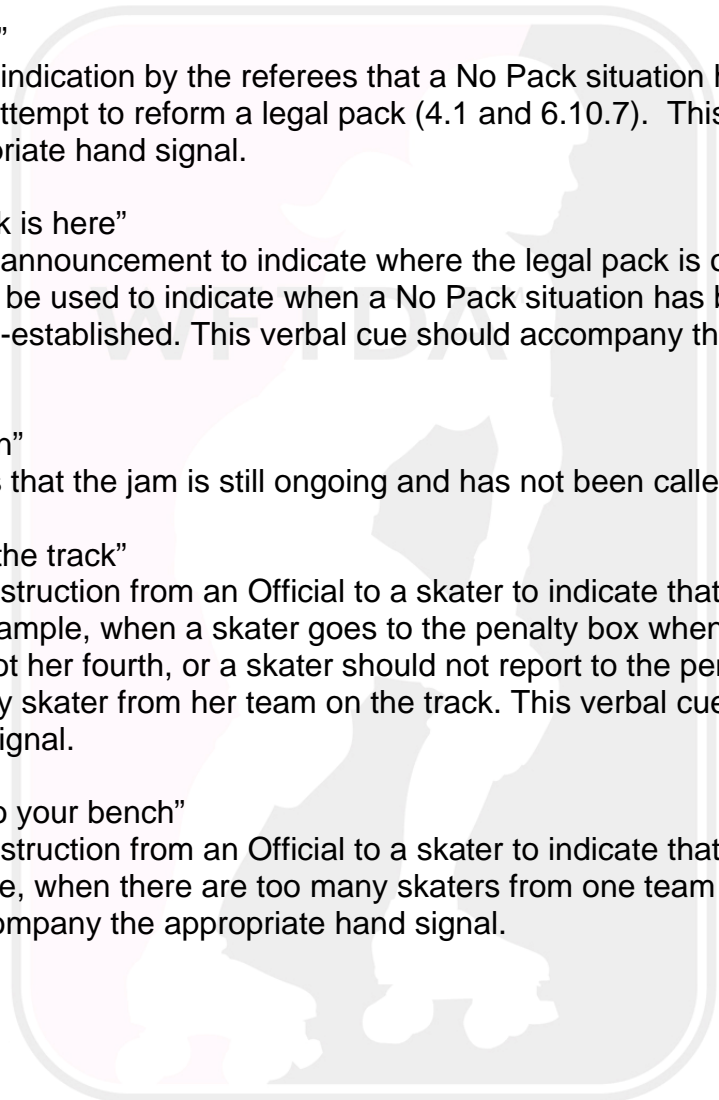 ”
indication by the referees that a No Pack situation h
ttempt to reform a legal pack (4.1 and 6.10.7).  This
riate hand signal.
k is here”
announcement to indicate where the legal pack is o
be used to indicate when a No Pack situation has b
-established. This verbal cue should accompany th
n”
s that the jam is still ongoing and has not been calle
the track”
struction from an Official to a skater to indicate that
ample, when a skater goes to the penalty box when
ot her fourth, or a skater should not report to the pe
y skater from her team on the track. This verbal cue
ignal.
o your bench”
struction from an Official to a skater to indicate that
e, when there are too many skaters from one team
ompany the appropriate hand signal.
WFTDA